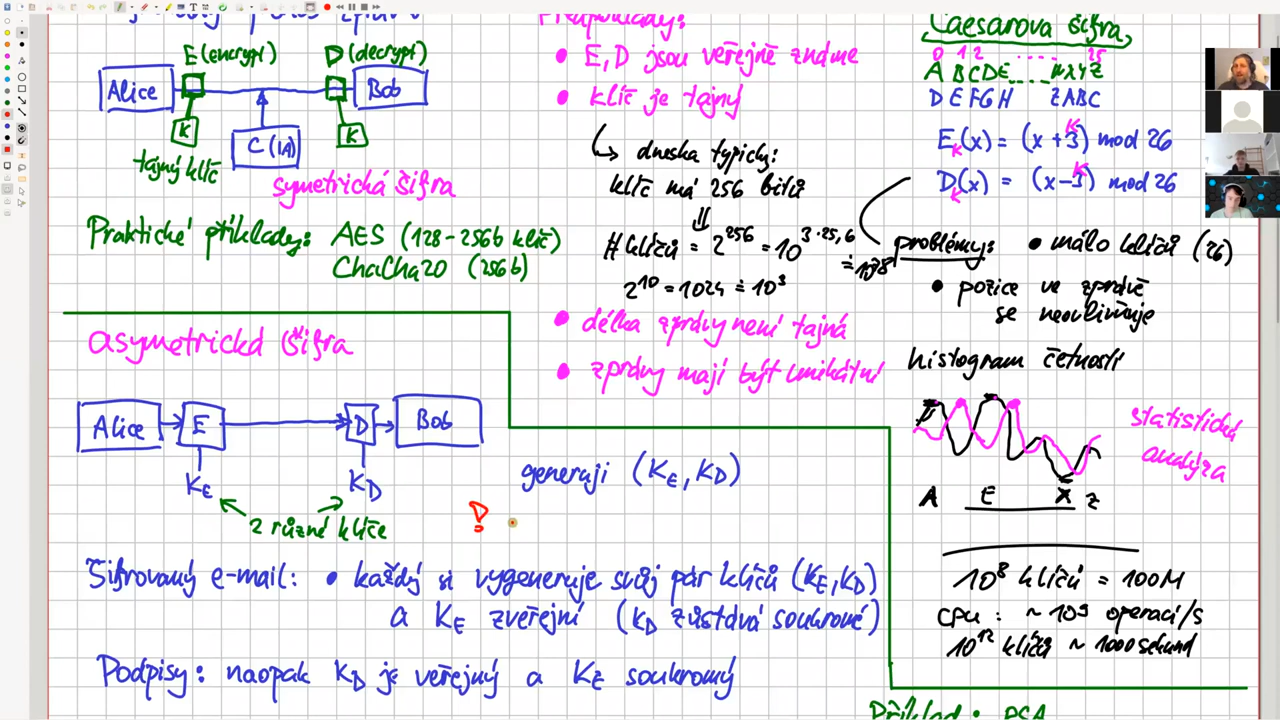 E (encrypt)
D (decrypt)
Alice
Bob
K
C (1A)
K
tajný klíč
symetrická šifra
Praktické příklady: AES (128-256b klíč)
ChaCha20 (256b)
Předpoklady:
• E, D jsou veřejně známe
• klíč je tajný
dneska typicky:
klíč má 256 bitů
⇓
#klíčů = 2^256 = 10^3·25,6 ≐ 10^78
2^10 = 1024 ≐ 10^3
• délka zprávy není tajná
• zprávy mají být unikátní
Caesarova šifra
0 1 2 .... 25
A B C D E .... W X Y Z
D E F G H Z A B C
E_K(x) = (x + 3) mod 26
K
D_K(x) = (x - 3) mod 26
K
problémy: • málo klíčů (26)
• pozice ve zprávě
se neovlivňuje
histogram četností
statistická
analýza
A E X Z
10^8 klíčů = 100M
CPU: ~ 10^9 operací/s
10^12 klíčů ~ 1000 sekund
asymetrická šifra
Alice
E
D
Bob
K_E
K_D
2 různé klíče
generuji (K_E, K_D)
!
Šifrovaný e-mail: • každý si vygeneruje svůj pár klíčů (K_E, K_D)
a K_E zveřejní (K_D zůstává soukromé)
Podpisy: naopak K_D je veřejný a K_E soukromý
Příklad: RSA